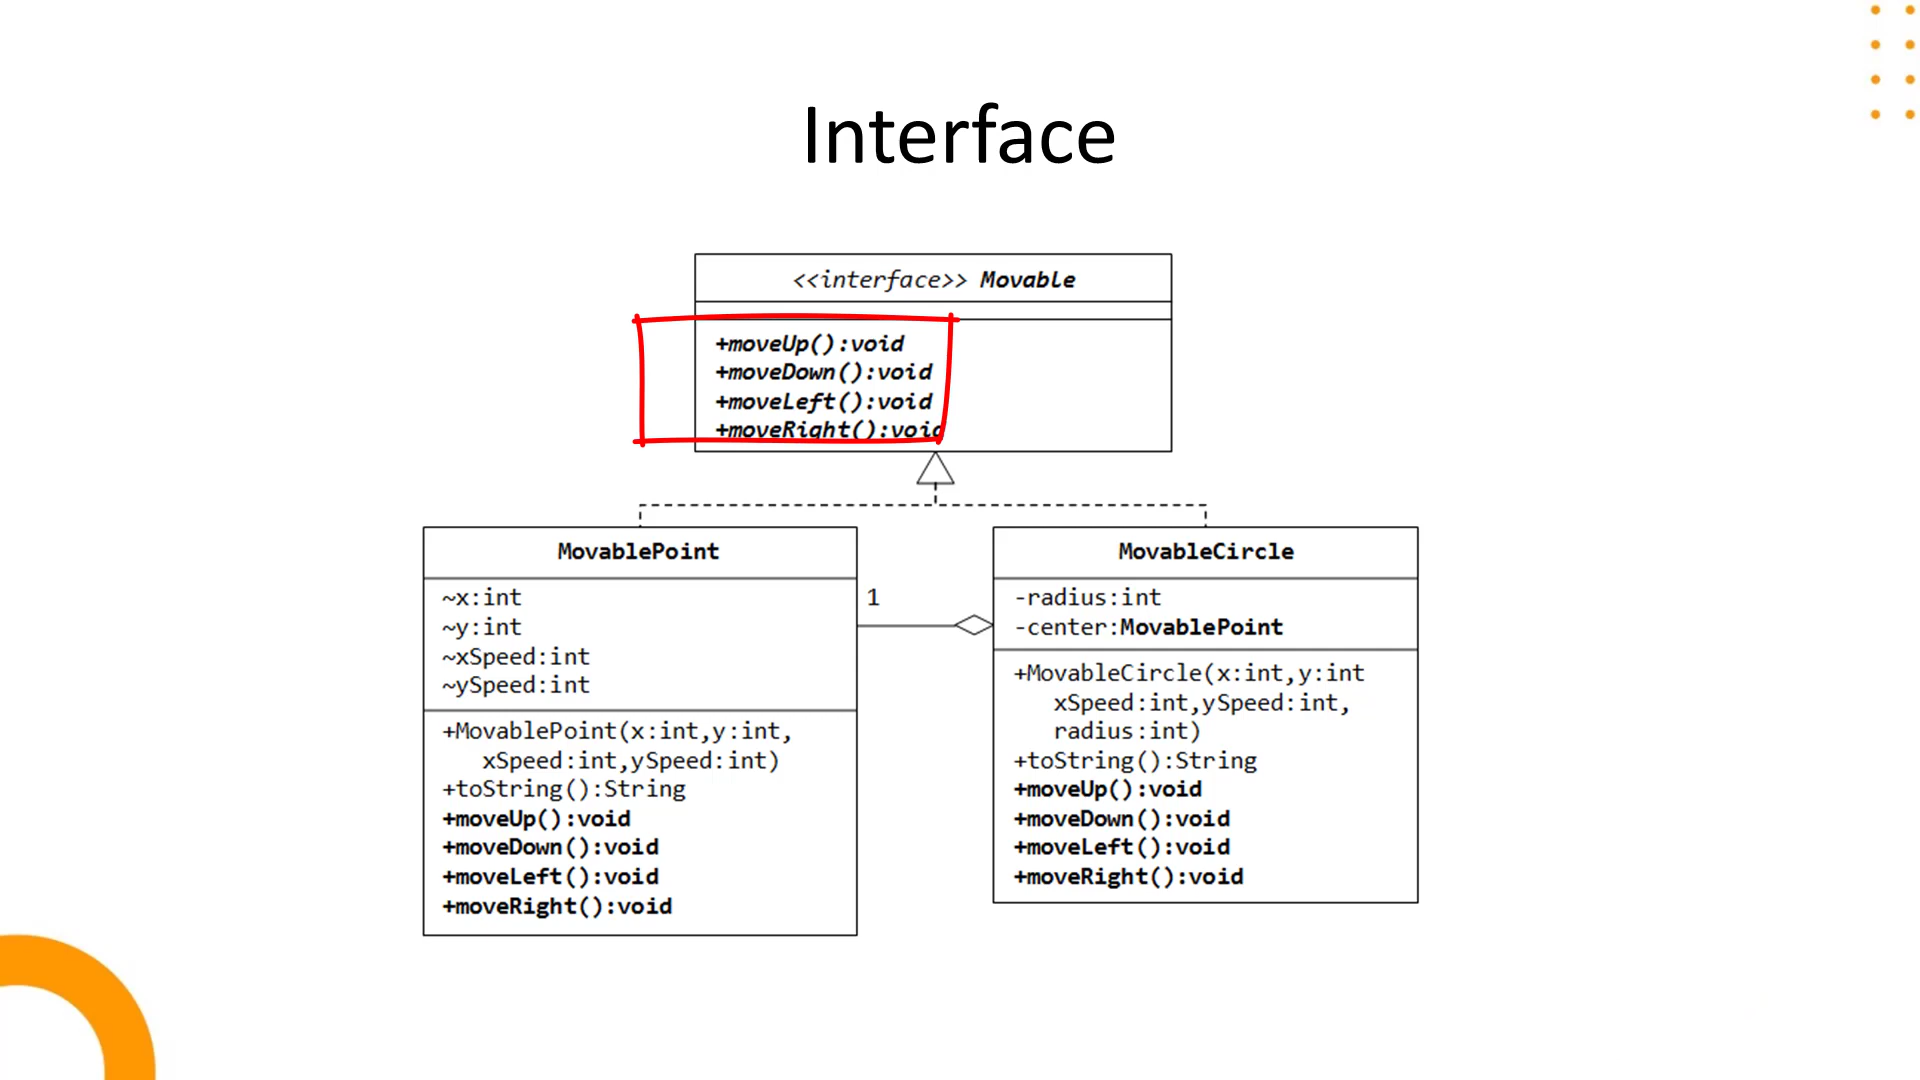 Interface
<<interface>> Movable
+moveUp():void
+moveDown():void
+moveLeft():void
+moveRight():void
MovablePoint
~x:int
~y:int
~xSpeed:int
~ySpeed:int
+MovablePoint(x:int,y:int,
xSpeed:int,ySpeed:int)
+toString():String
+moveUp():void
+moveDown():void
+moveLeft():void
+moveRight():void
1
MovableCircle
-radius:int
-center:MovablePoint
+MovableCircle(x:int,y:int
xSpeed:int,ySpeed:int,
radius:int)
+toString():String
+moveUp():void
+moveDown():void
+moveLeft():void
+moveRight():void